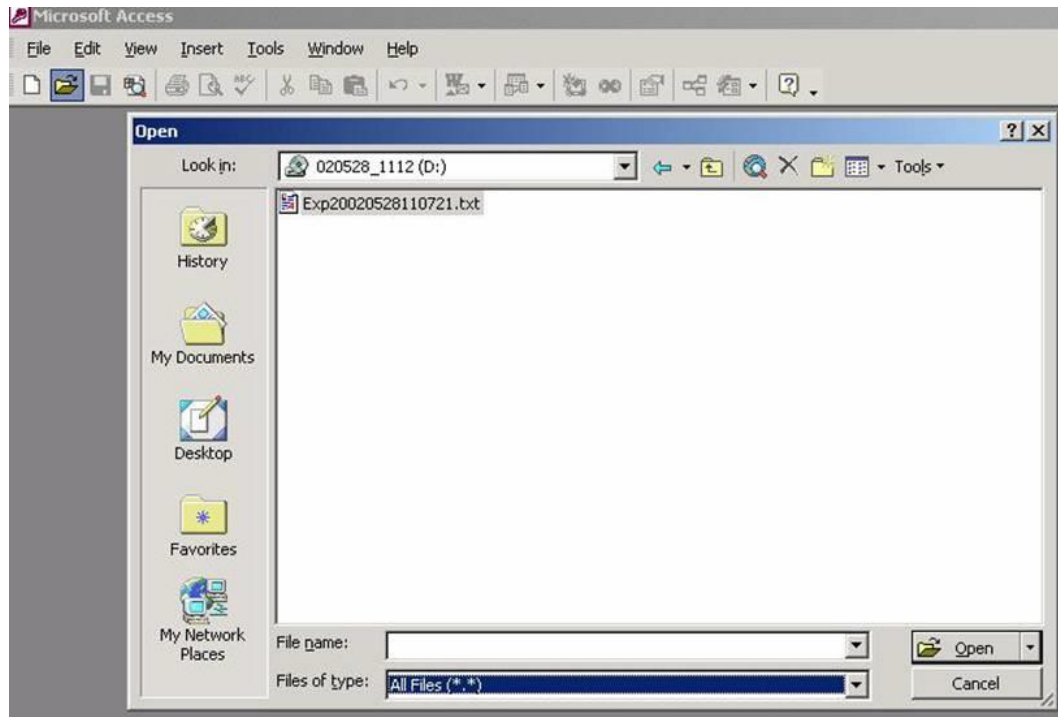 Microsoft Access
File Edit View Insert Tools Window Help
Open
Look in: 020528_1112 (D:) Tools
Exp20020528110721.txt
History
My Documents
Desktop
Favorites
My Network
Places
File name: Open
Files of type: All Files (*.*) Cancel